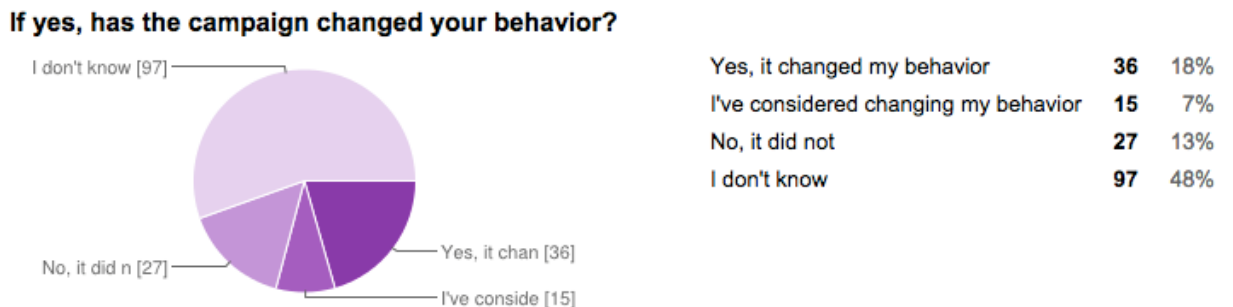 If yes, has the campaign changed your behavior?
I don't know [97]
No, it did n [27]
Yes, it chan [36]
I've conside [15]
Yes, it changed my behavior 36 18%
I've considered changing my behavior 15 7%
No, it did not 27 13%
I don't know 97 48%